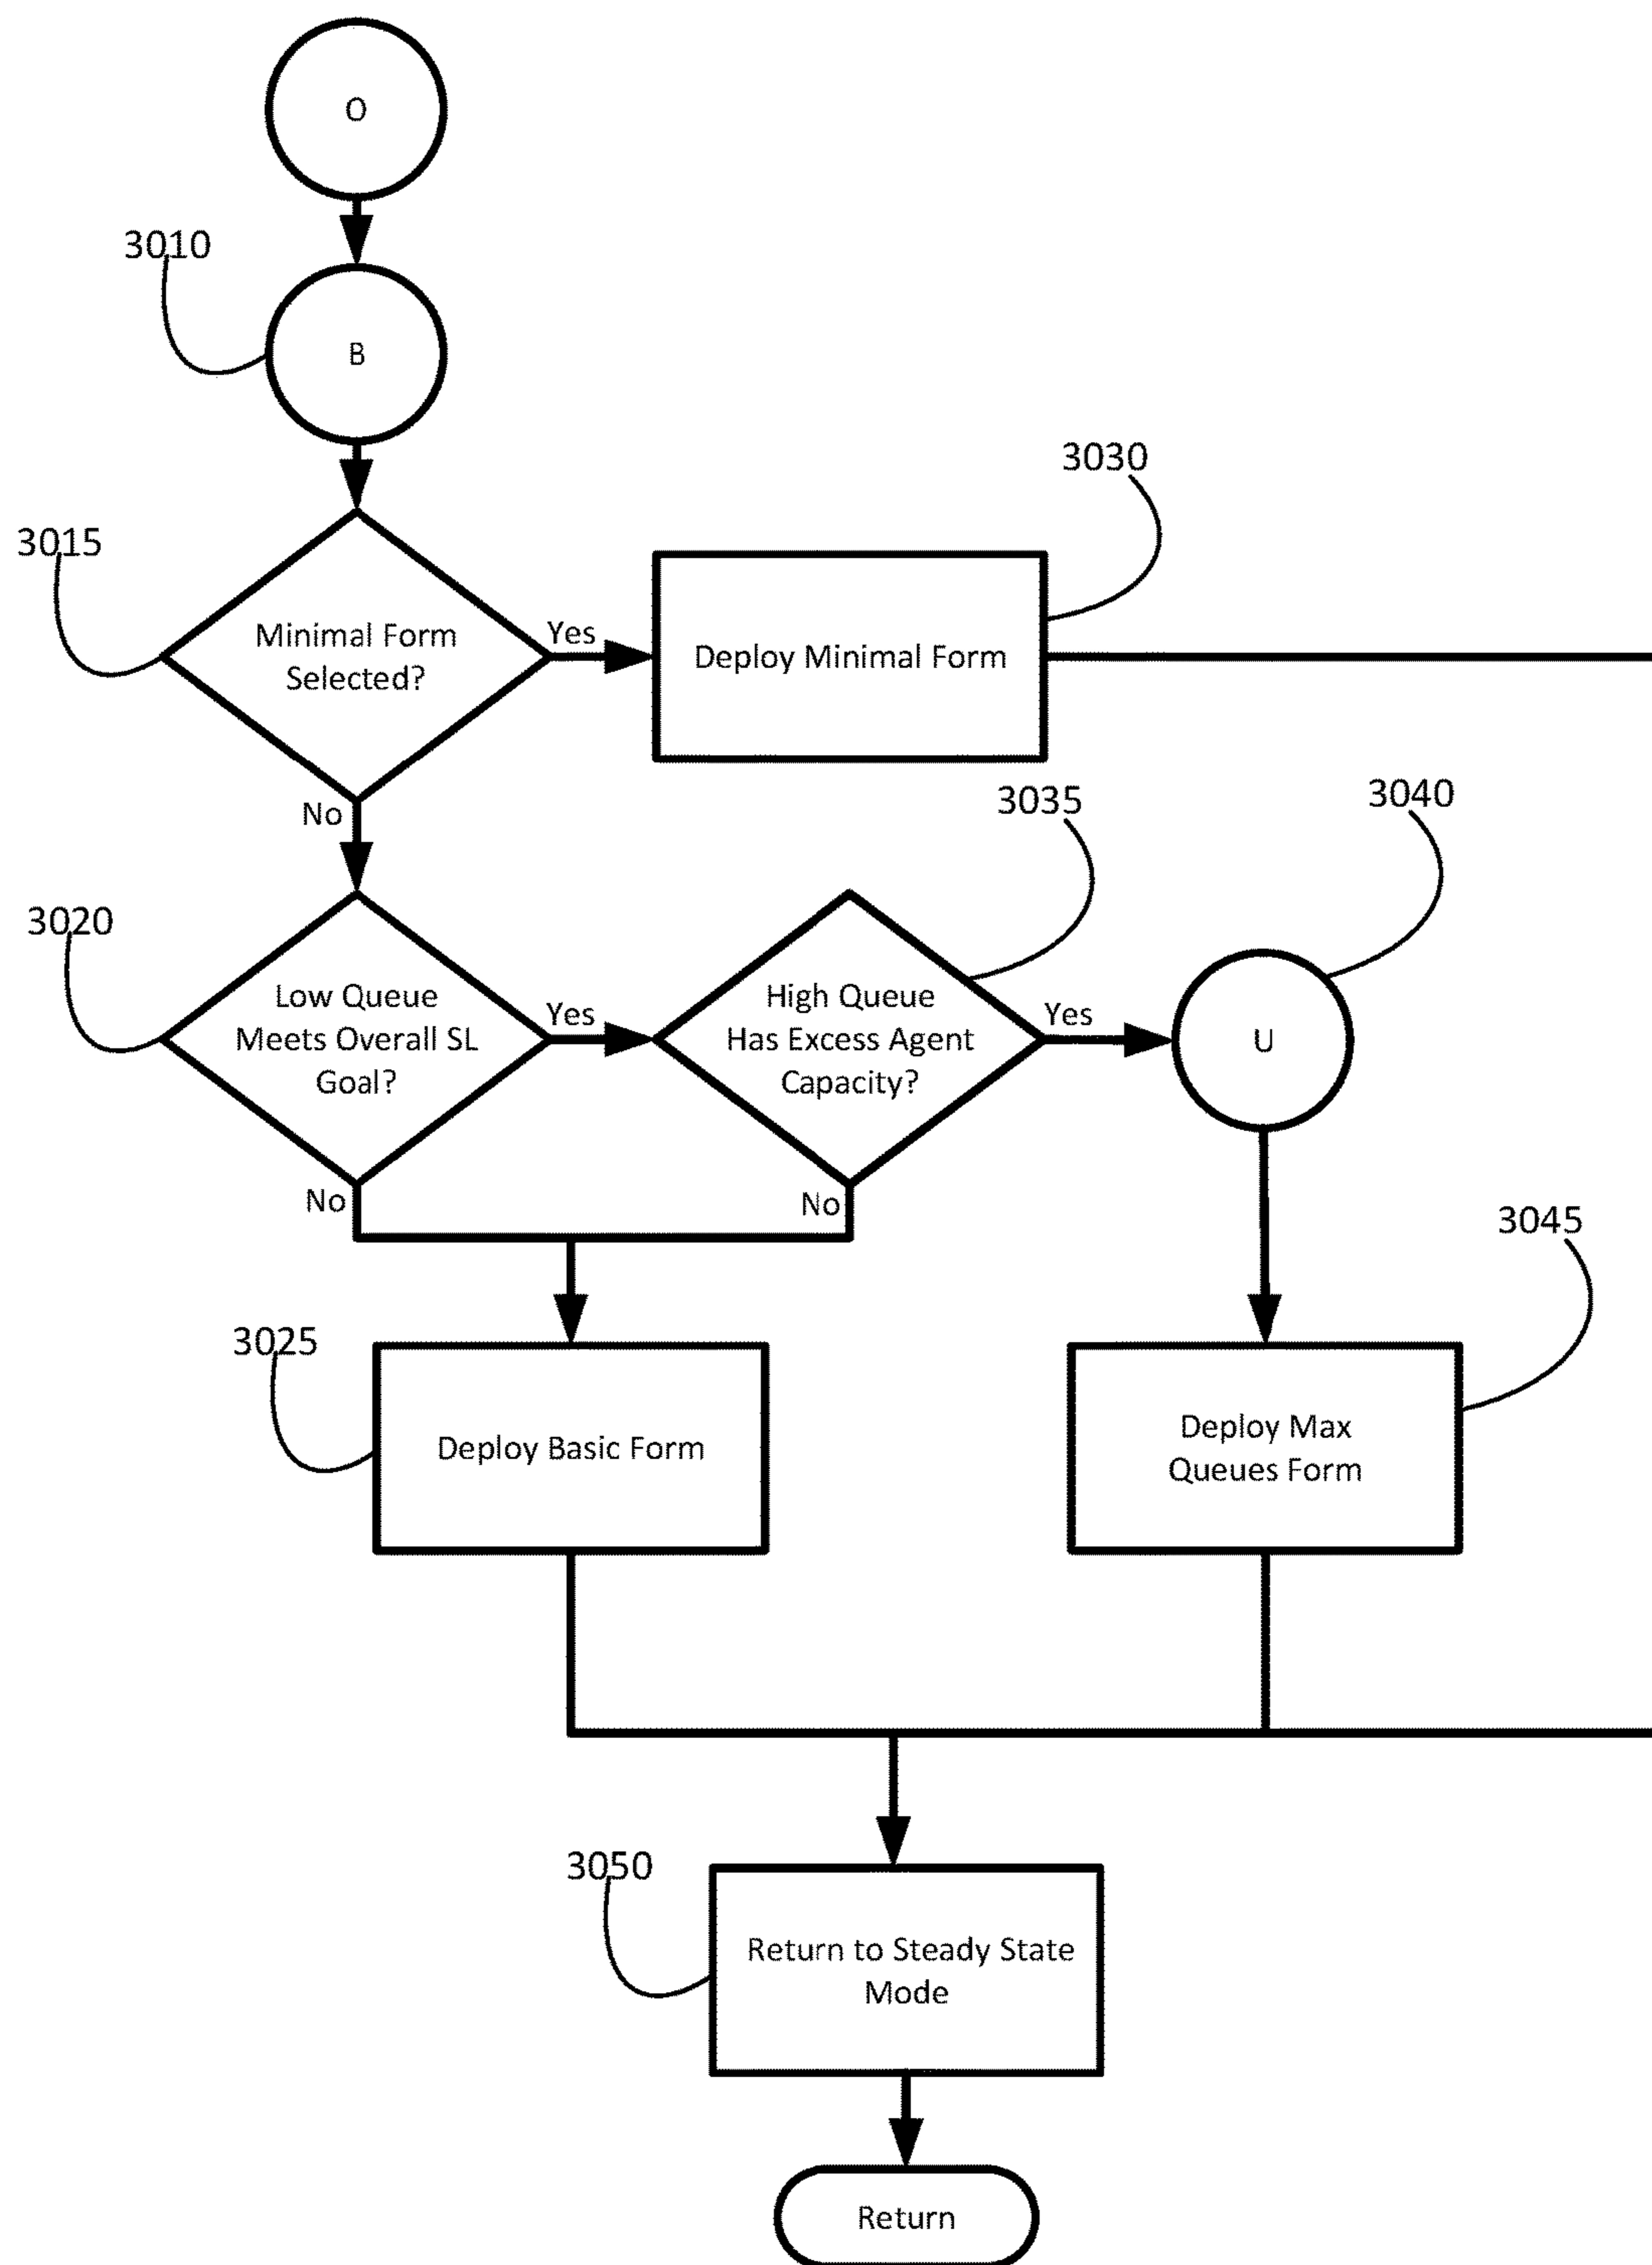 O
3010
B
3030
3015
Minimal Form
Selected?
Yes
Deploy Minimal Form
No
3035
3040
3020
Low Queue
Meets Overall SL
Goal?
Yes
High Queue
Has Excess Agent
Capacity?
Yes
U
No
No
3045
3025
Deploy Basic Form
Deploy Max
Queues Form
3050
Return to Steady State
Mode
Return